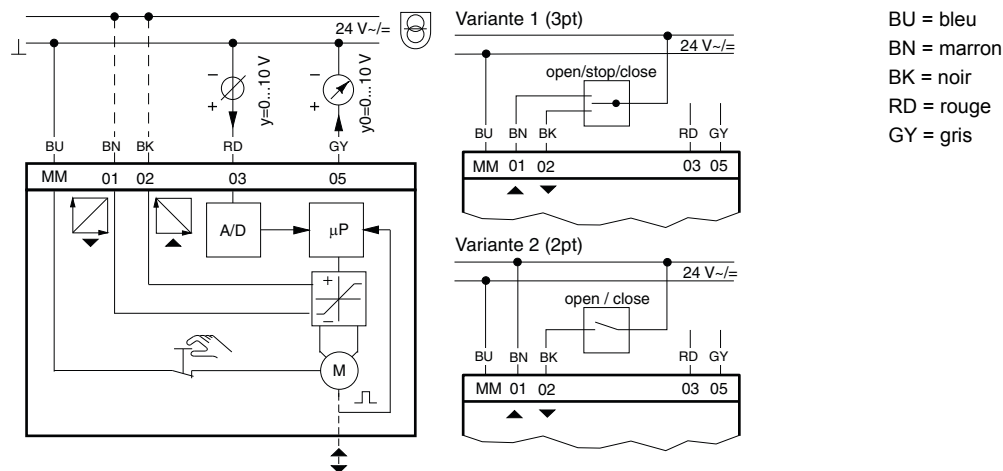 24 V~/=
⊥
− +
y=0...10 V
− +
y0=0...10 V
BU BN BK RD GY
MM 01 02 03 05
A/D
µP
+
−
M
Variante 1 (3pt)
24 V~/=
open/stop/close
BU BN BK RD GY
MM 01 02 03 05
Variante 2 (2pt)
24 V~/=
open / close
BU BN BK RD GY
MM 01 02 03 05
BU = bleu
BN = marron
BK = noir
RD = rouge
GY = gris